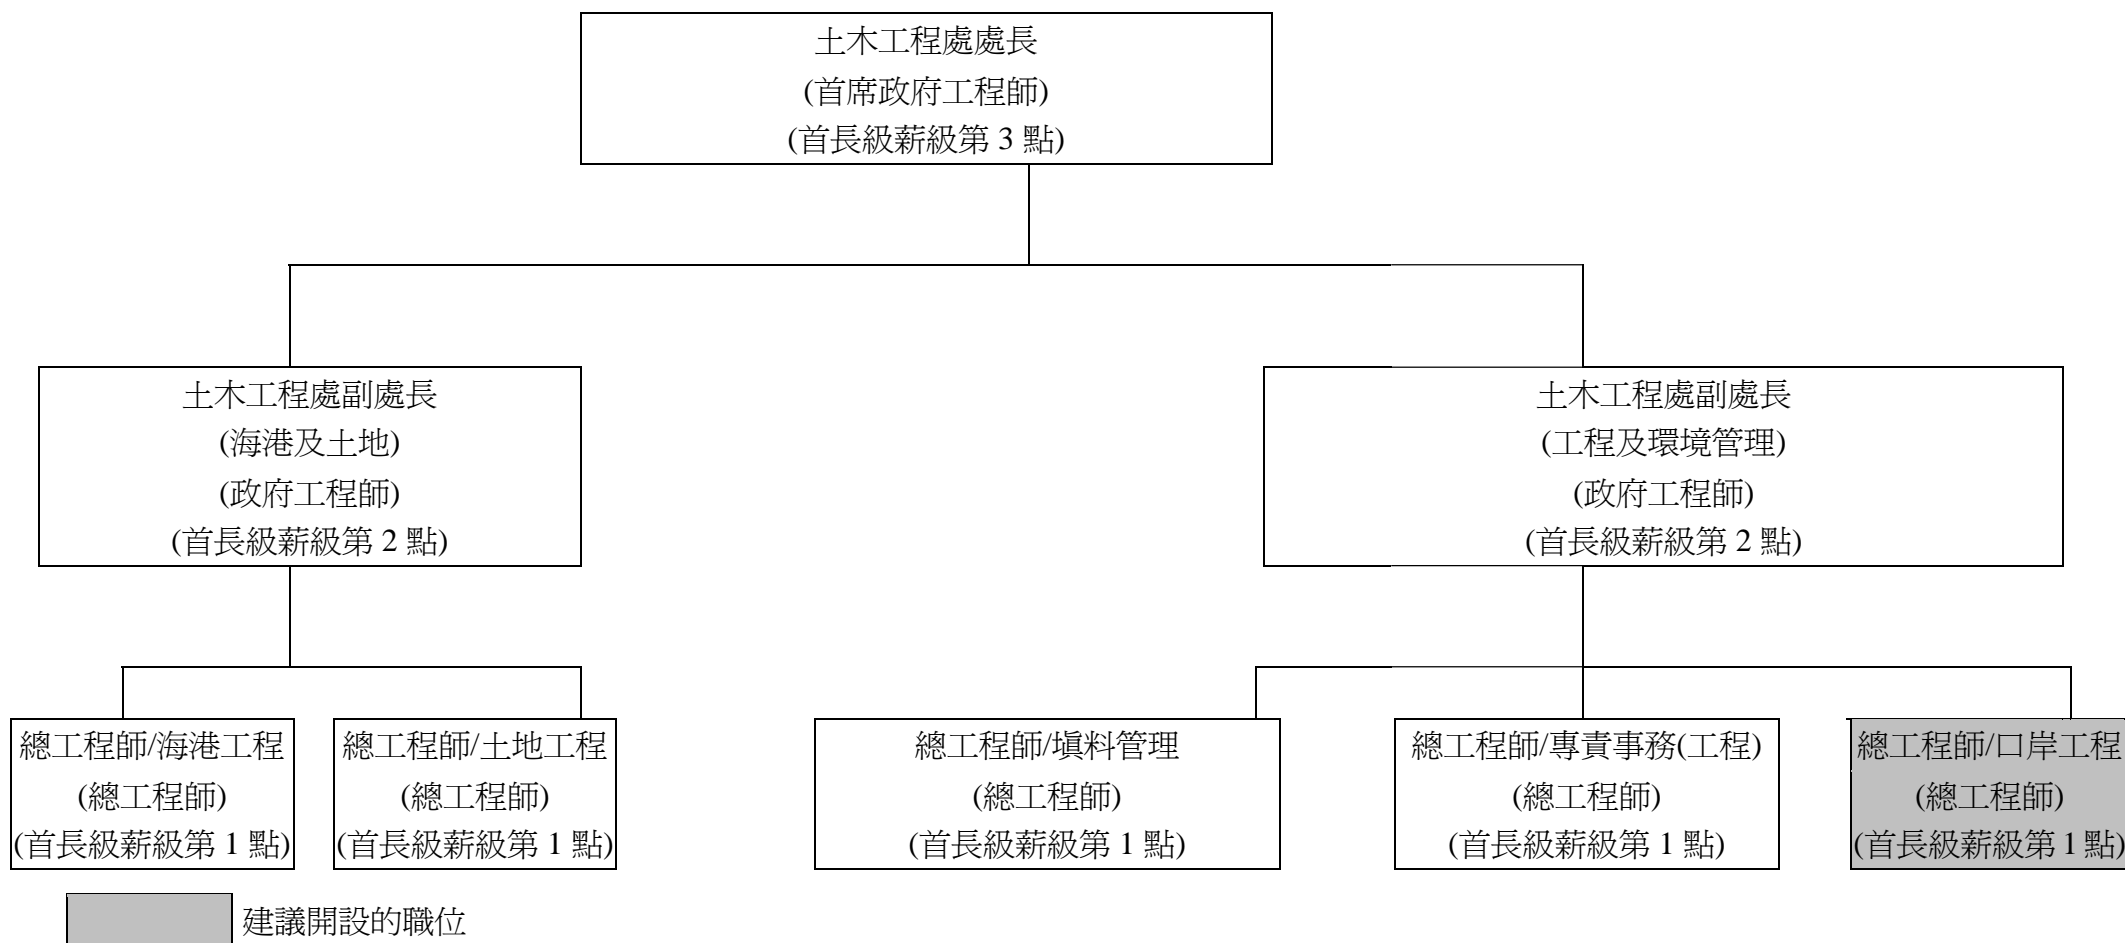 土木工程處處長
(首席政府工程師)
(首長級薪級第 3 點)
土木工程處副處長
(海港及土地)
(政府工程師)
(首長級薪級第 2 點)
土木工程處副處長
(工程及環境管理)
(政府工程師)
(首長級薪級第 2 點)
總工程師/海港工程
(總工程師)
(首長級薪級第 1 點)
總工程師/土地工程
(總工程師)
(首長級薪級第 1 點)
總工程師/填料管理
(總工程師)
(首長級薪級第 1 點)
總工程師/專責事務(工程)
(總工程師)
(首長級薪級第 1 點)
總工程師/口岸工程
(總工程師)
(首長級薪級第 1 點)
建議開設的職位